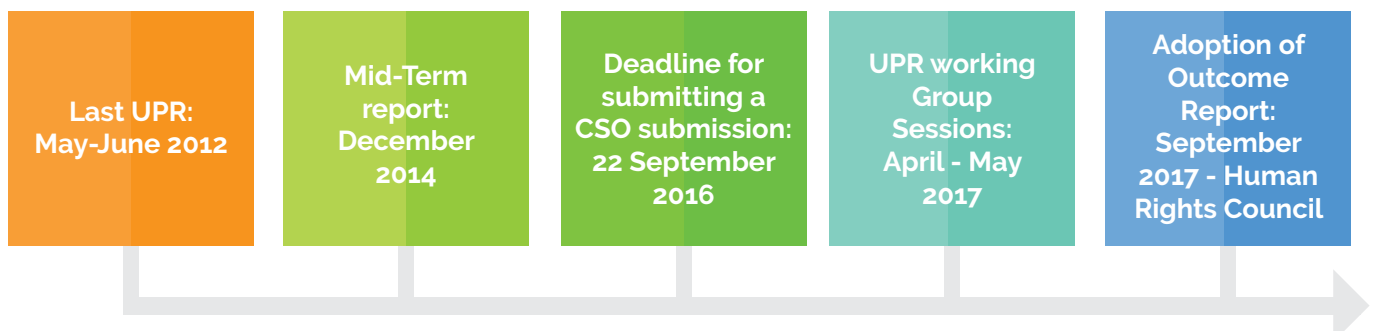 Last UPR:
May-June 2012
Mid-Term
report:
December
2014
Deadline for
submitting a
CSO submission:
22 September
2016
UPR working
Group
Sessions:
April - May
2017
Adoption of
Outcome
Report:
September
2017 - Human
Rights Council